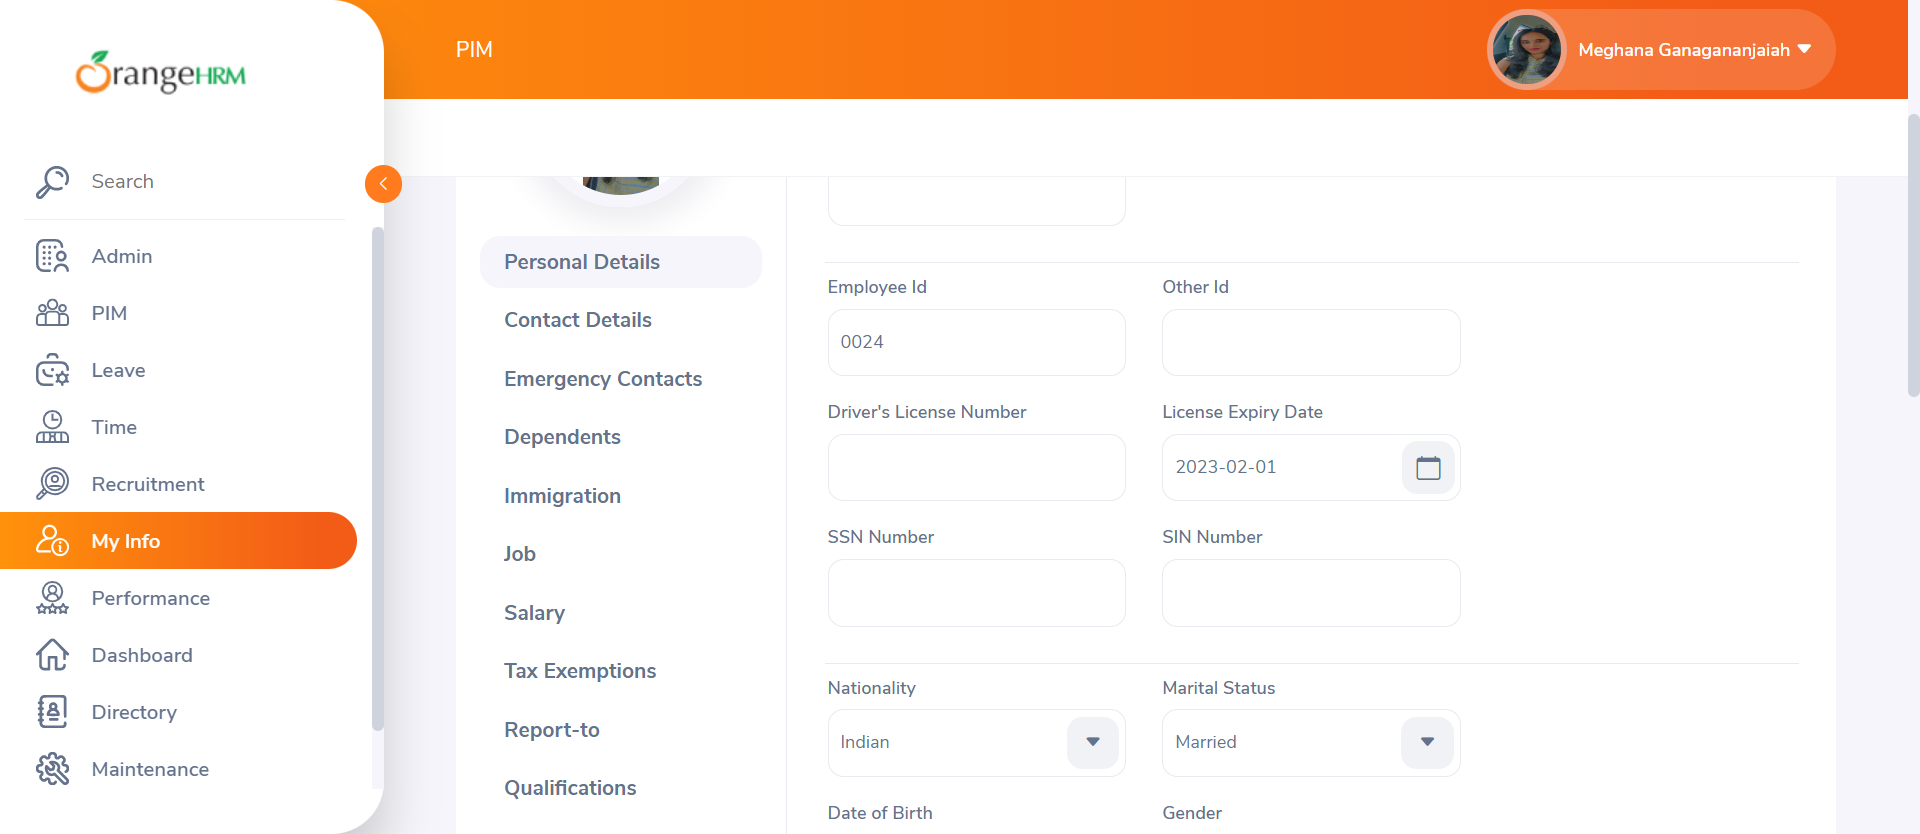 OrangeHRM
PIM
Meghana Ganagananjaiah
Search
Admin
PIM
Leave
Time
Recruitment
My Info
Performance
Dashboard
Directory
Maintenance
Personal Details
Contact Details
Emergency Contacts
Dependents
Immigration
Job
Salary
Tax Exemptions
Report-to
Qualifications
Employee Id
Other Id
0024
Driver's License Number
License Expiry Date
2023-02-01
SSN Number
SIN Number
Nationality
Marital Status
Indian
Married
Date of Birth
Gender